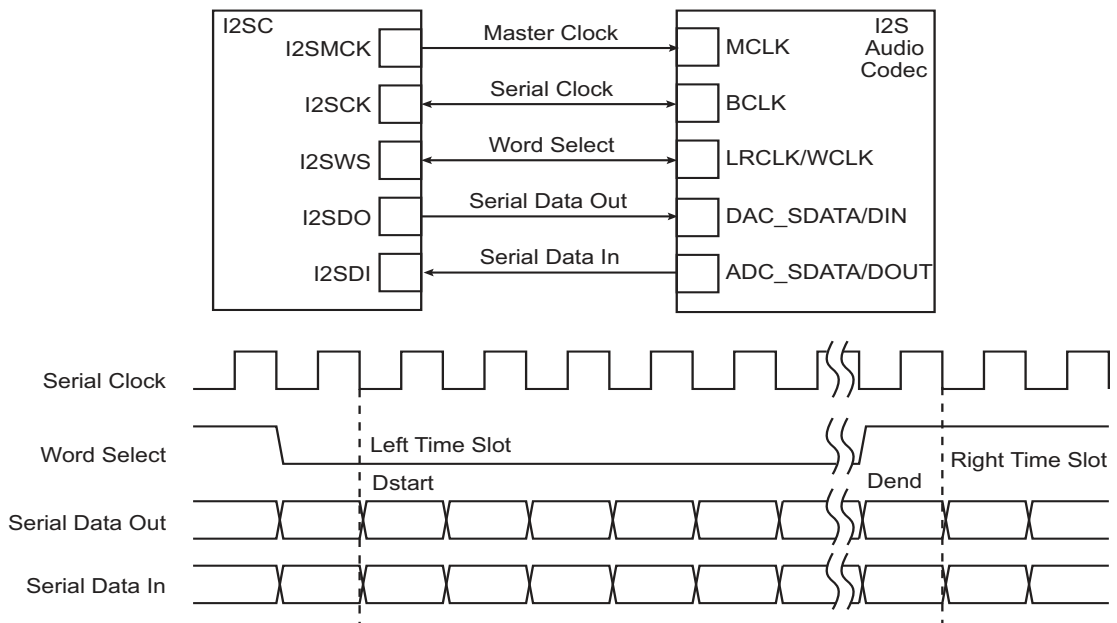 I2SC
I2S
Audio
Codec
I2SMCK
Master Clock
MCLK
I2SCK
Serial Clock
BCLK
I2SWS
Word Select
LRCLK/WCLK
I2SDO
Serial Data Out
DAC_SDATA/DIN
I2SDI
Serial Data In
ADC_SDATA/DOUT
Serial Clock
Word Select
Left Time Slot
Right Time Slot
Dstart
Dend
Serial Data Out
Serial Data In